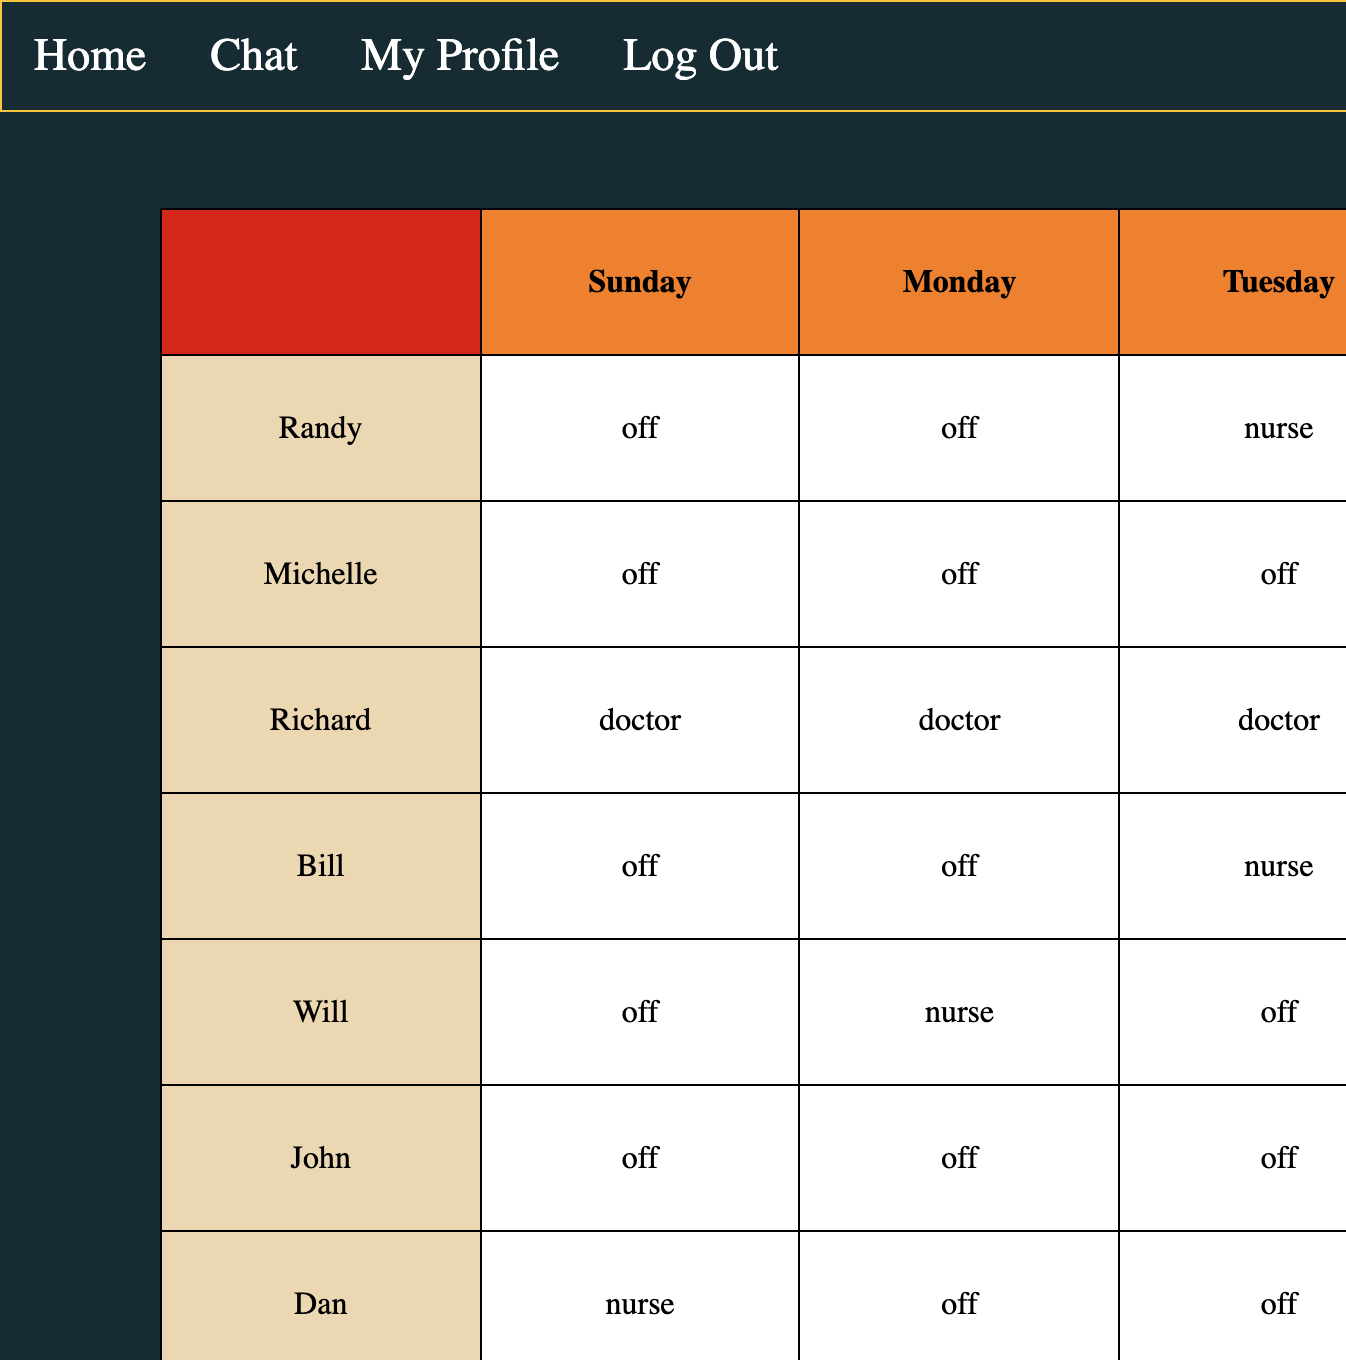 Home Chat My Profile Log Out
Sunday Monday Tuesday
Randy off off nurse
Michelle off off off
Richard doctor doctor doctor
Bill off off nurse
Will off nurse off
John off off off
Dan nurse off off